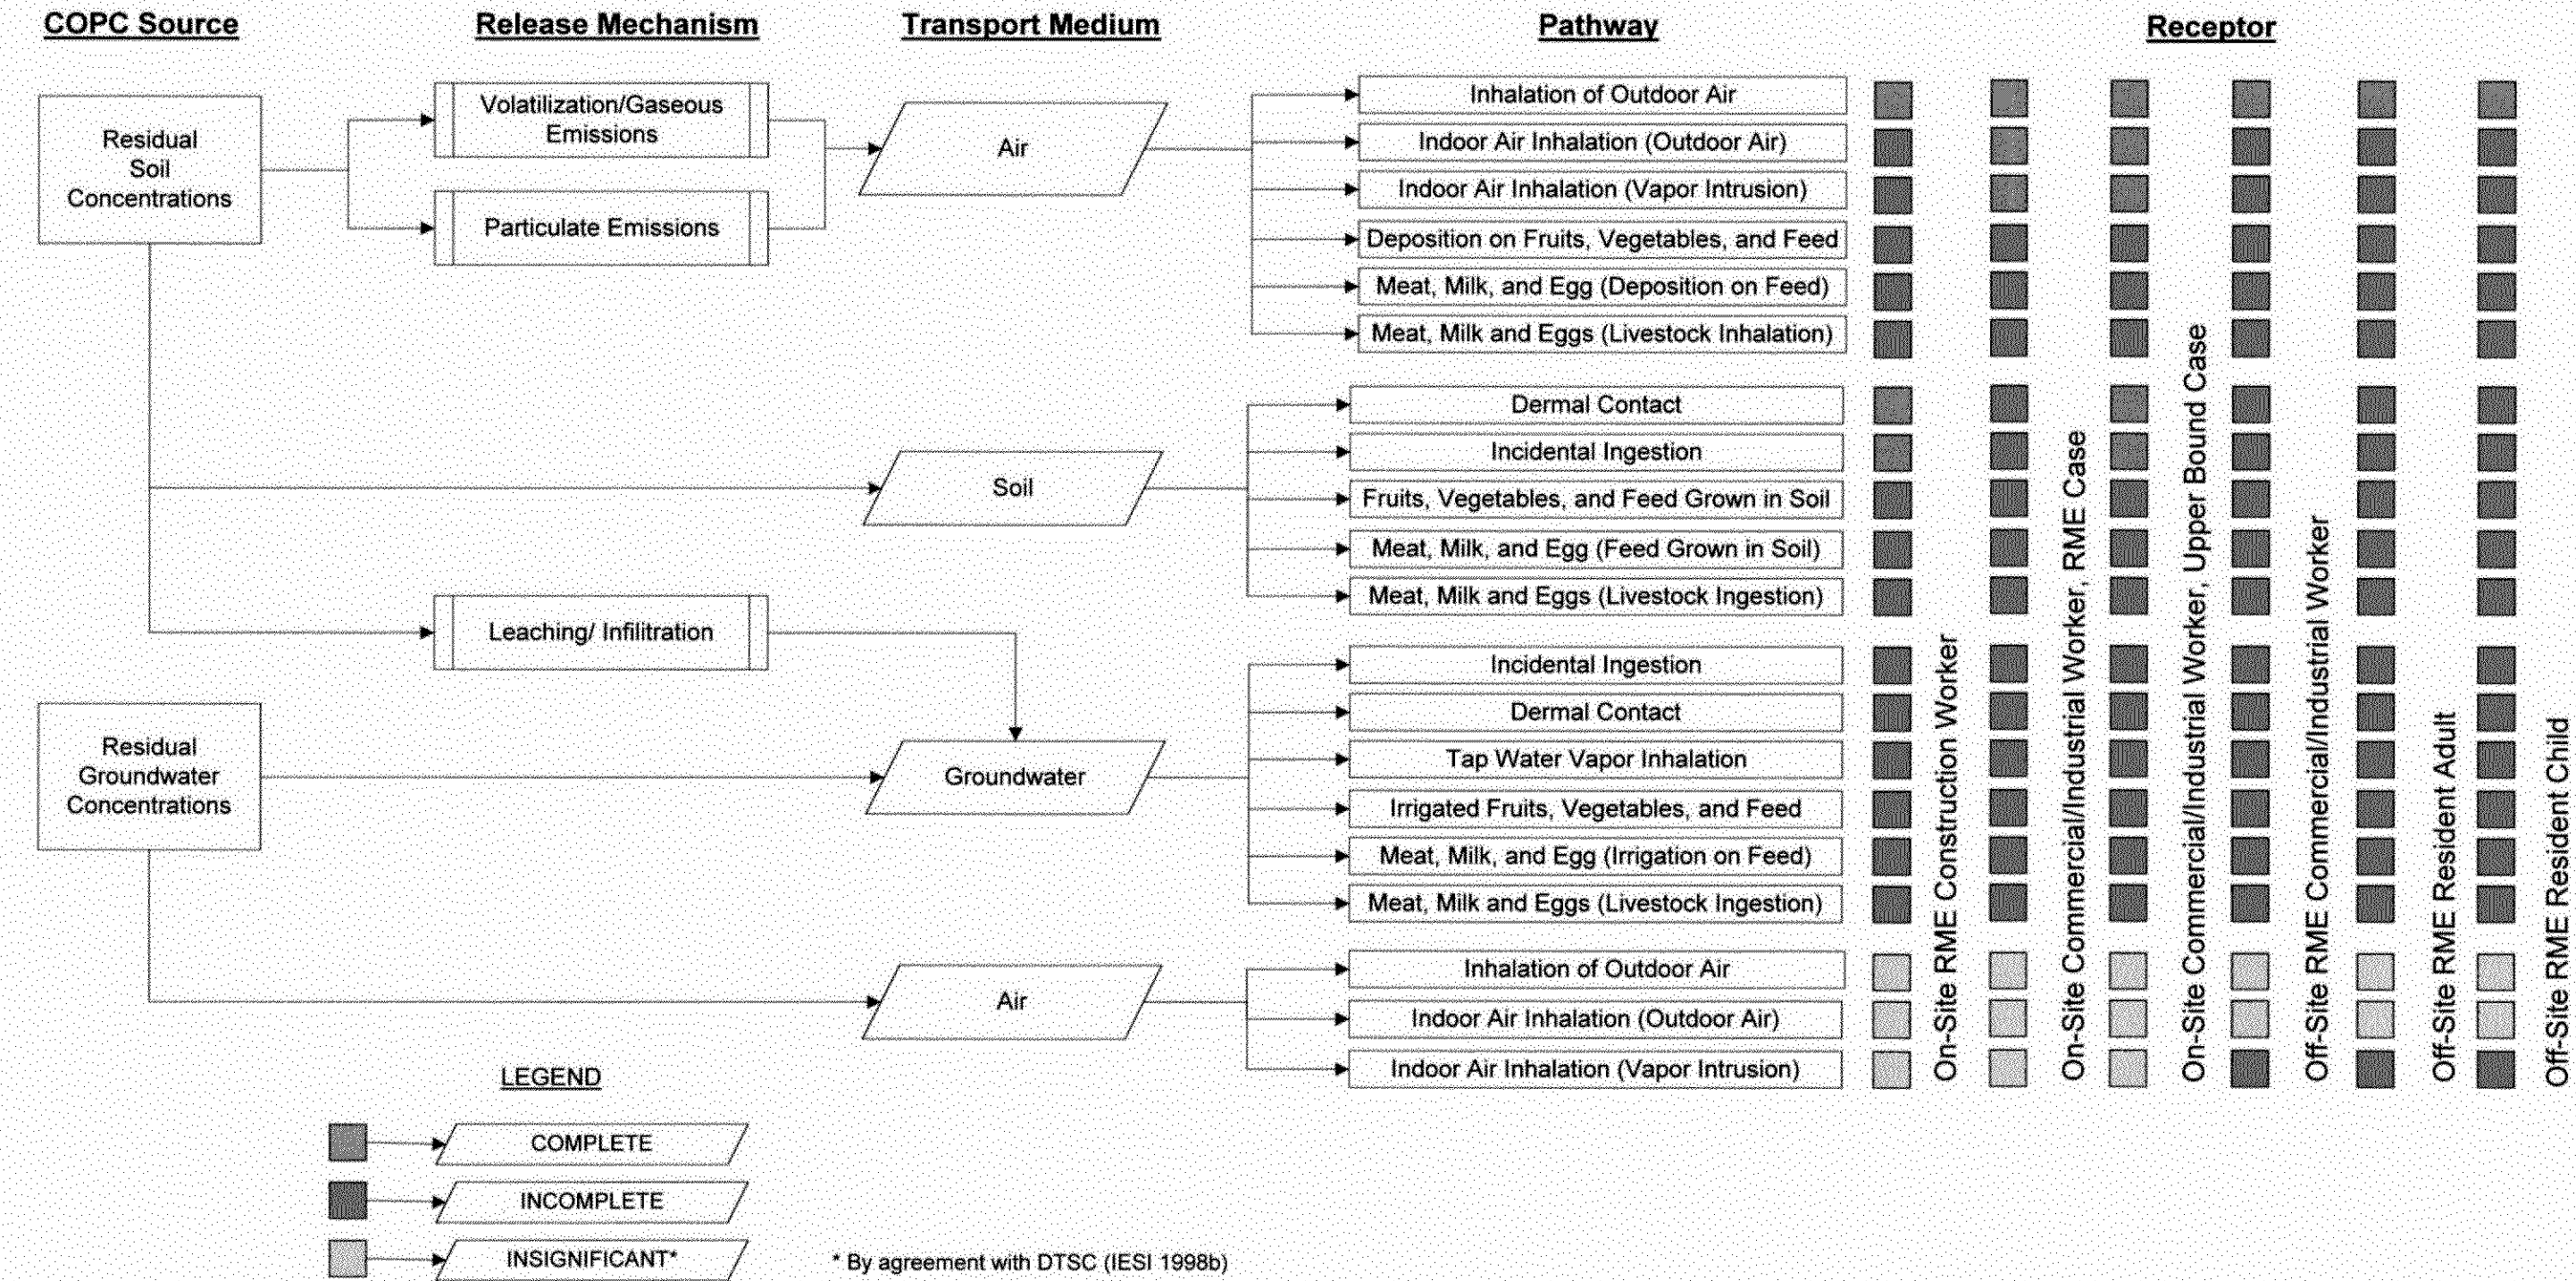 COPC Source
Release Mechanism
Transport Medium
Pathway
Receptor
Residual
Soil
Concentrations
Volatilization/Gaseous
Emissions
Particulate Emissions
Air
Inhalation of Outdoor Air
Indoor Air Inhalation (Outdoor Air)
Indoor Air Inhalation (Vapor Intrusion)
Deposition on Fruits, Vegetables, and Feed
Meat, Milk, and Egg (Deposition on Feed)
Meat, Milk and Eggs (Livestock Inhalation)
Soil
Dermal Contact
Incidental Ingestion
Fruits, Vegetables, and Feed Grown in Soil
Meat, Milk, and Egg (Feed Grown in Soil)
Meat, Milk and Eggs (Livestock Ingestion)
Leaching/ Infilitration
Residual
Groundwater
Concentrations
Groundwater
Incidental Ingestion
Dermal Contact
Tap Water Vapor Inhalation
Irrigated Fruits, Vegetables, and Feed
Meat, Milk, and Egg (Irrigation on Feed)
Meat, Milk and Eggs (Livestock Ingestion)
Air
Inhalation of Outdoor Air
Indoor Air Inhalation (Outdoor Air)
Indoor Air Inhalation (Vapor Intrusion)
On-Site RME Construction Worker
On-Site Commercial/Industrial Worker, RME Case
On-Site Commercial/Industrial Worker, Upper Bound Case
Off-Site RME Commercial/Industrial Worker
Off-Site RME Resident Adult
Off-Site RME Resident Child
LEGEND
COMPLETE
INCOMPLETE
INSIGNIFICANT*
* By agreement with DTSC (IESI 1998b)